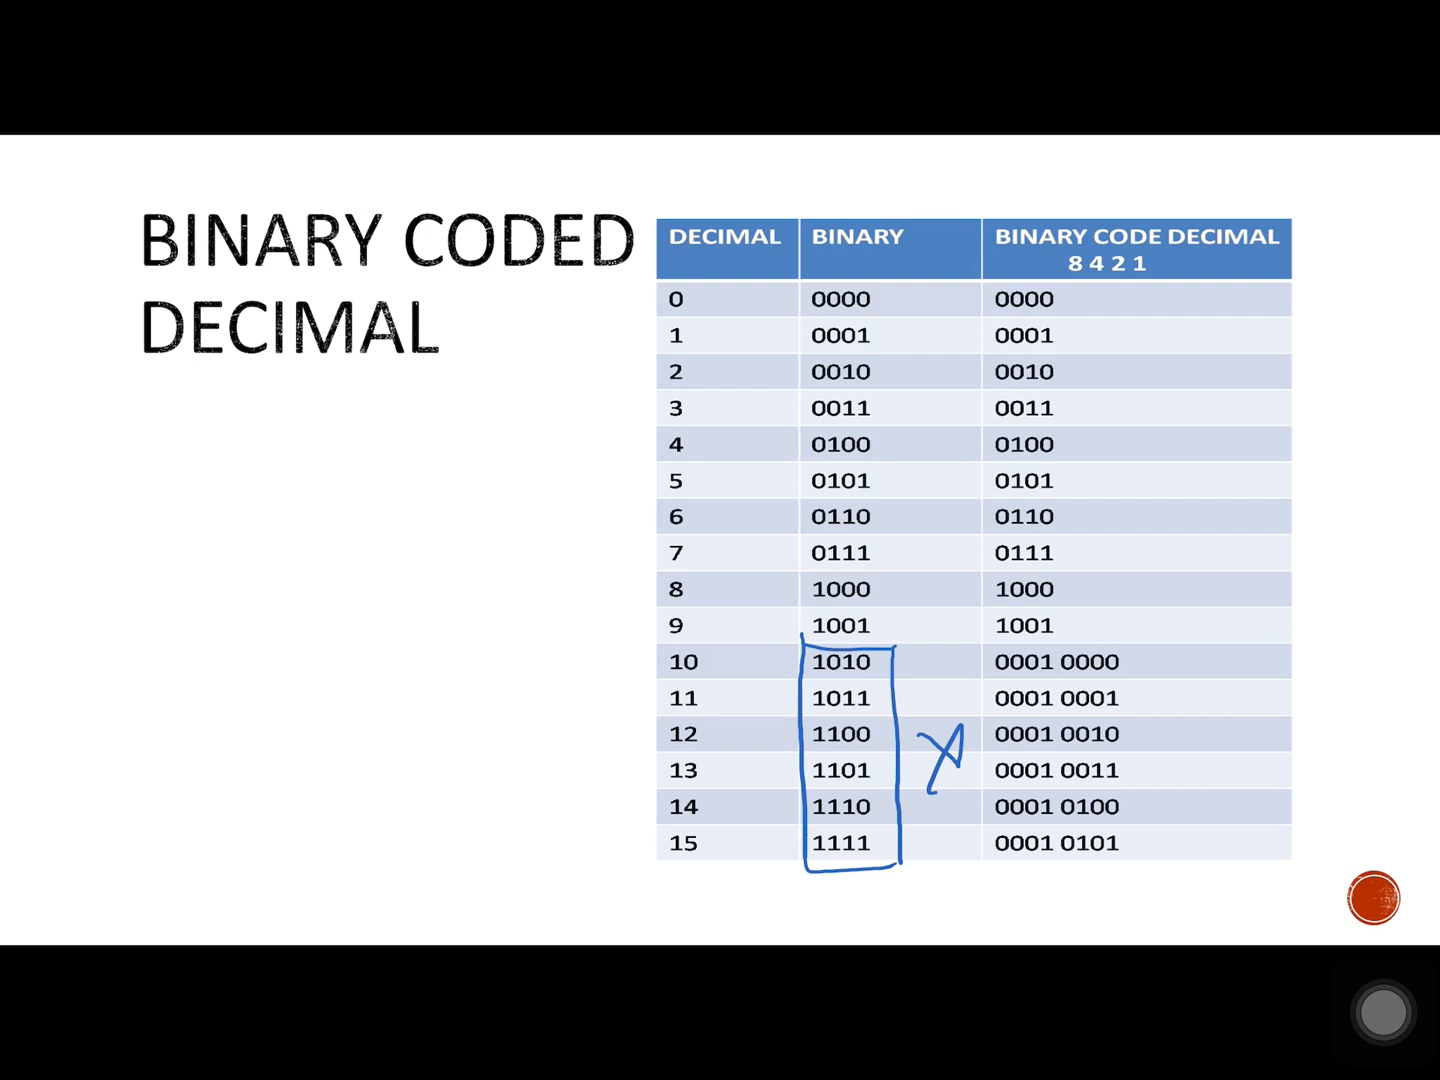 BINARY CODED
DECIMAL
DECIMAL BINARY BINARY CODE DECIMAL
8 4 2 1
0 0000 0000
1 0001 0001
2 0010 0010
3 0011 0011
4 0100 0100
5 0101 0101
6 0110 0110
7 0111 0111
8 1000 1000
9 1001 1001
10 1010 0001 0000
11 1011 0001 0001
12 1100 0001 0010
13 1101 0001 0011
14 1110 0001 0100
15 1111 0001 0101